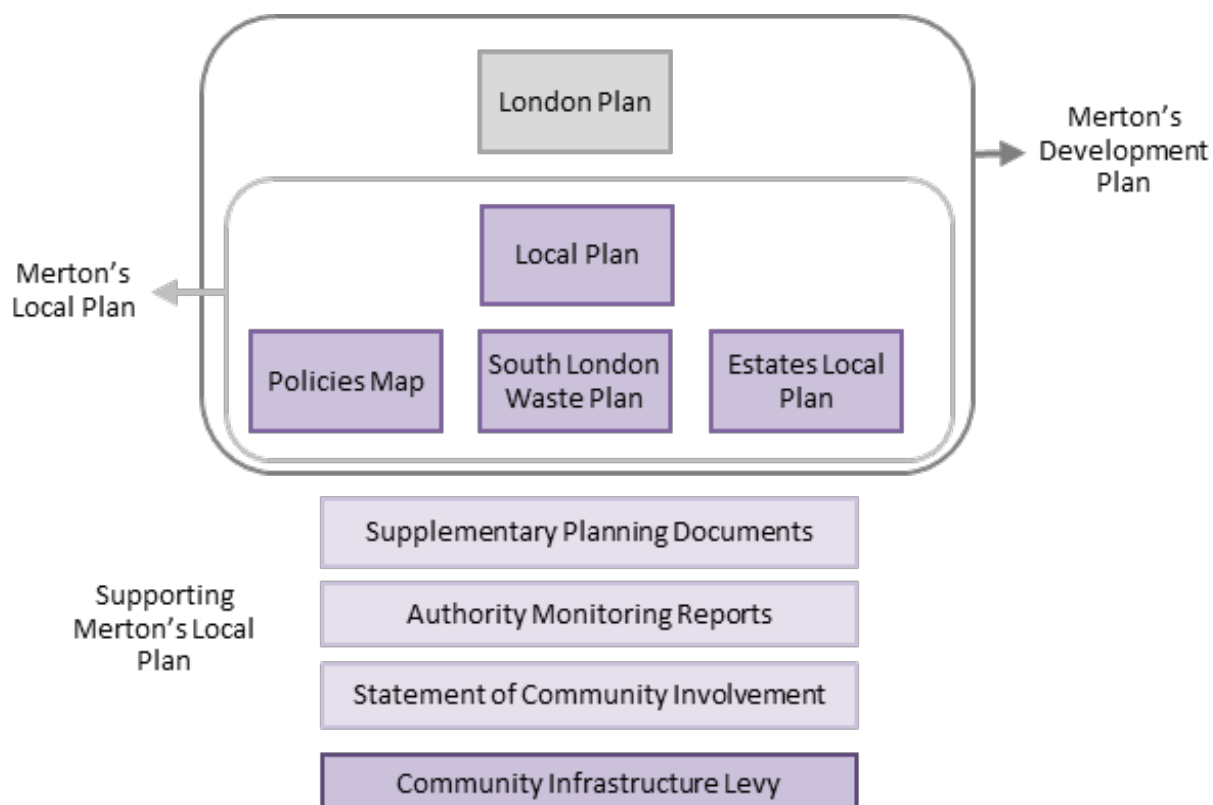 London Plan
Merton's
Development
Plan
Local Plan
Merton's
Local Plan
Policies Map
South London
Waste Plan
Estates Local
Plan
Supplementary Planning Documents
Supporting
Merton's Local
Plan
Authority Monitoring Reports
Statement of Community Involvement
Community Infrastructure Levy